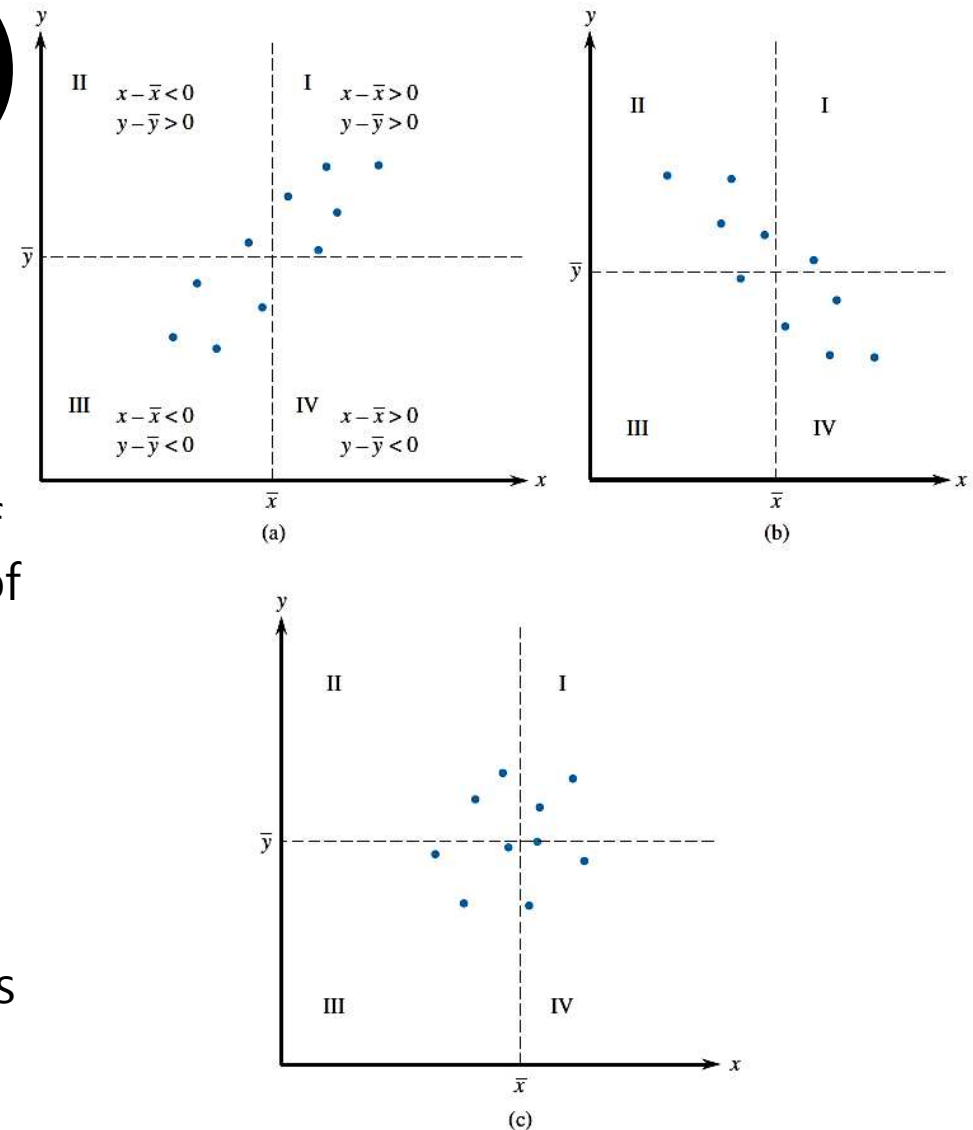 y
II
x – x̅ < 0
y – y̅ > 0
I
x – x̅ > 0
y – y̅ > 0
y̅
III
x – x̅ < 0
y – y̅ < 0
IV
x – x̅ > 0
y – y̅ < 0
x
x̅
(a)
y
II
I
y̅
III
IV
x
x̅
(b)
of
y
II
I
y̅
s
III
IV
x
x̅
(c)